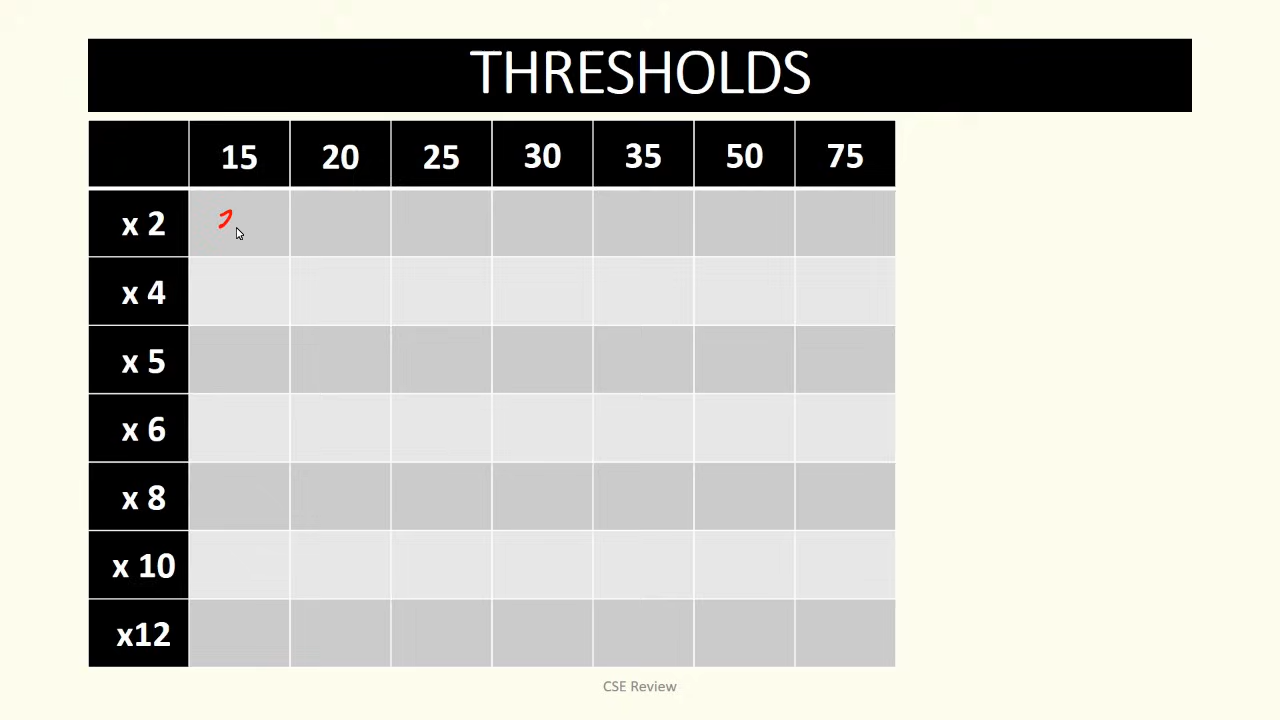 THRESHOLDS
15 20 25 30 35 50 75
x 2
x 4
x 5
x 6
x 8
x 10
x12
CSE Review